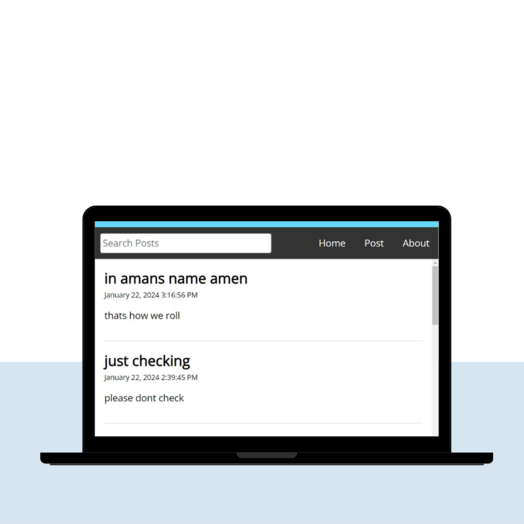 Search Posts Home Post About
in amans name amen
January 22, 2024 3:16:56 PM
thats how we roll
just checking
January 22, 2024 2:39:45 PM
please dont check